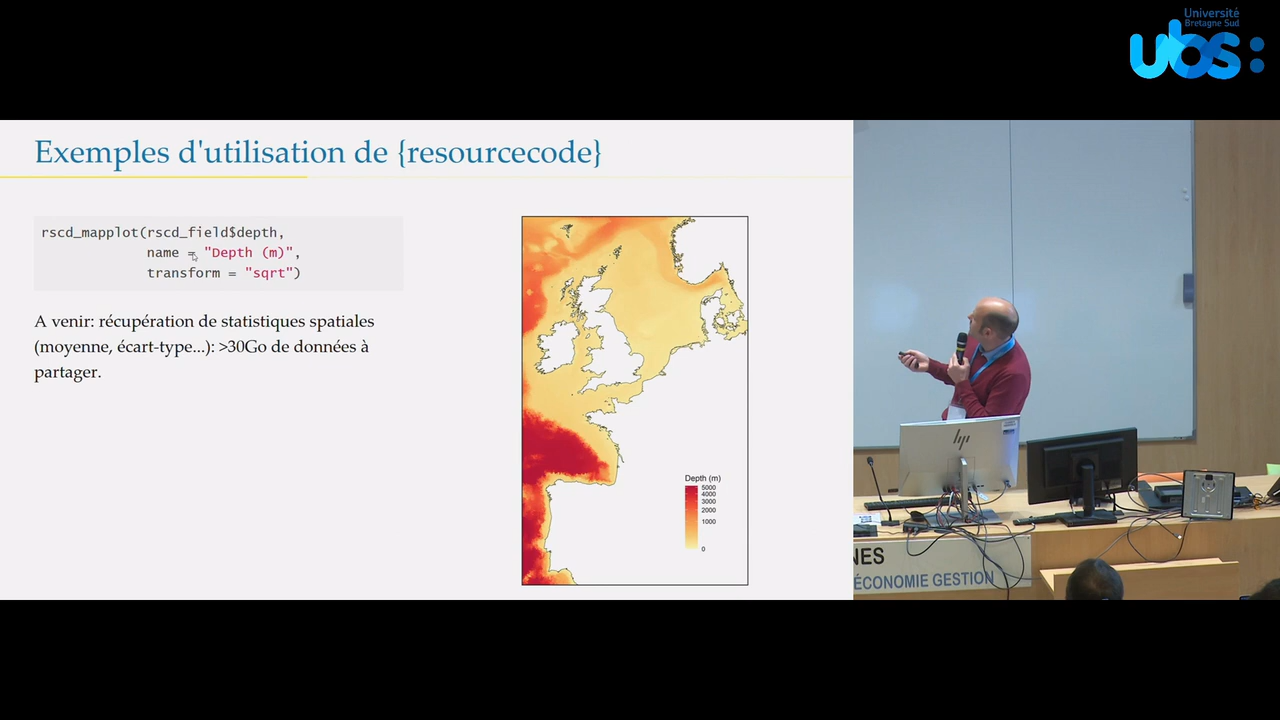 Université
Bretagne Sud
ubs:
Exemples d'utilisation de {resourcecode}
rscd_mapplot(rscd_field$depth,
name = "Depth (m)",
transform = "sqrt")
A venir: récupération de statistiques spatiales
(moyenne, écart-type...): >30Go de données à
partager.
Depth (m)
5000
4000
3000
2000
1000
0
hp
NES
ÉCONOMIE GESTION